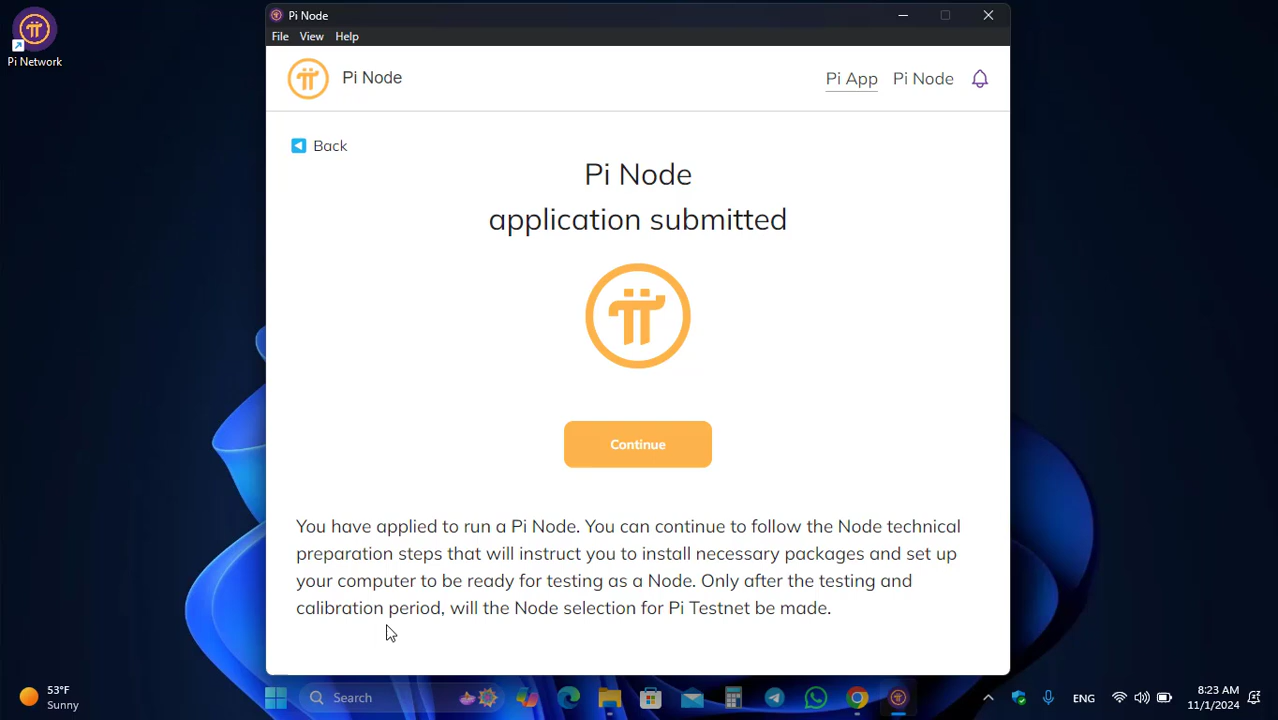 Pi Network
Pi Node
File View Help
Pi Node
Pi App Pi Node
Back
Pi Node
application submitted
Continue
You have applied to run a Pi Node. You can continue to follow the Node technical
preparation steps that will instruct you to install necessary packages and set up
your computer to be ready for testing as a Node. Only after the testing and
calibration period, will the Node selection for Pi Testnet be made.
53°F
Sunny
Search
ENG
8:23 AM
11/1/2024